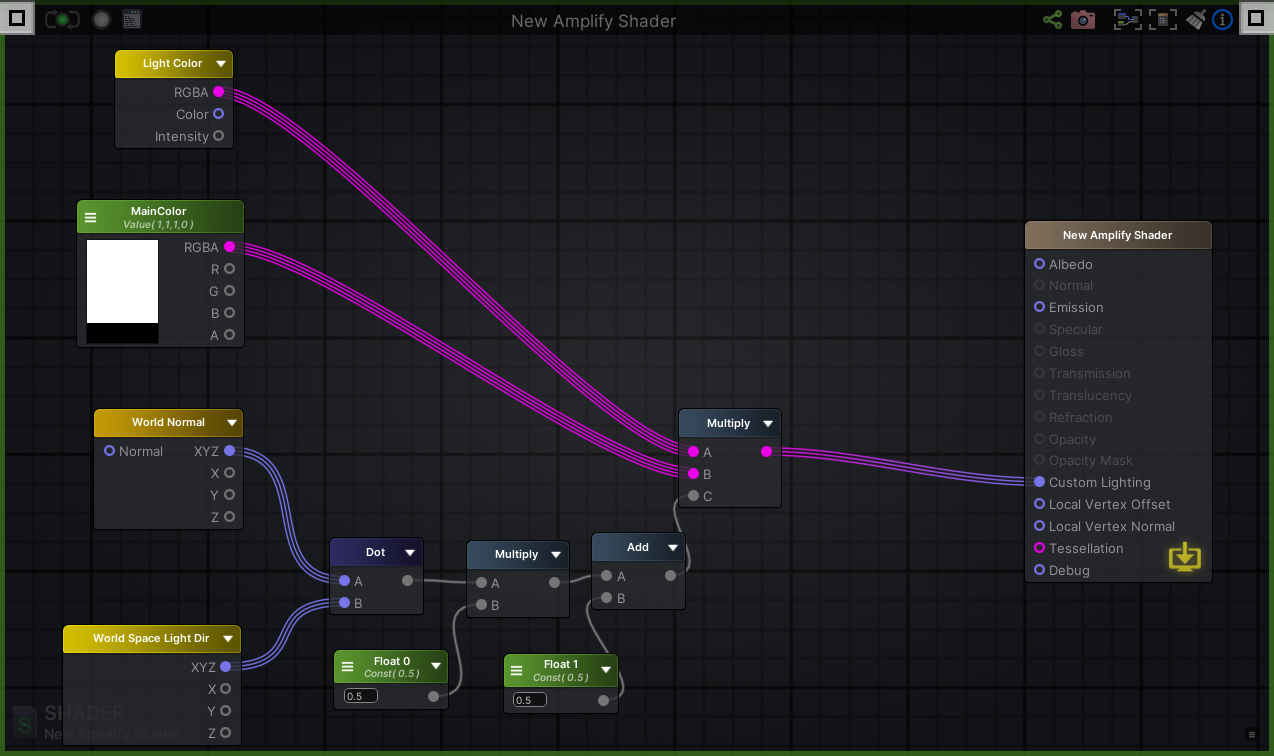 New Amplify Shader
Light Color
RGBA
Color
Intensity
MainColor
Value( 1,1,1,0 )
RGBA
R
G
B
A
New Amplify Shader
Albedo
Normal
Emission
Specular
Gloss
Transmission
Translucency
Refraction
Opacity
Opacity Mask
Custom Lighting
Local Vertex Offset
Local Vertex Normal
Tessellation
Debug
World Normal
Normal XYZ
X
Y
Z
Multiply
A
B
C
Dot
A
B
Multiply
A
B
Add
A
B
World Space Light Dir
XYZ
X
Y
Z
Float 0
Const( 0.5 )
0.5
Float 1
Const( 0.5 )
0.5
S
SHADER
New Amplify Shader